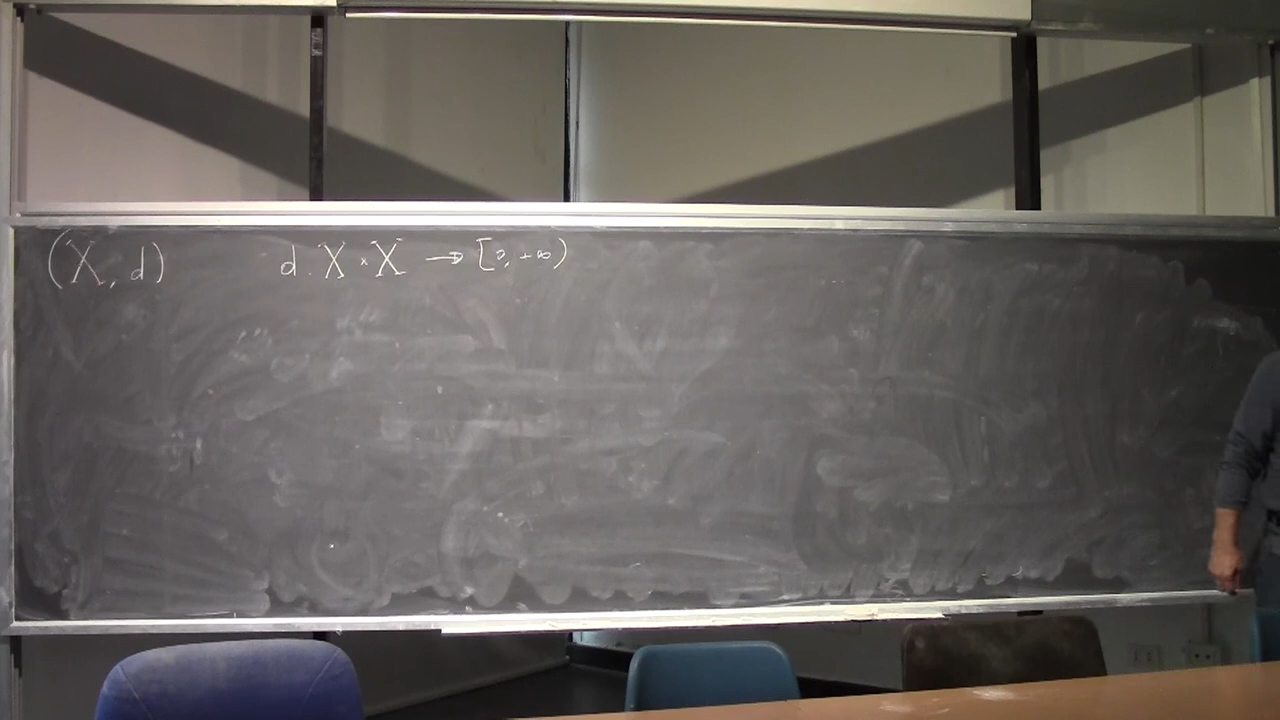 (X, d) d: X × X → [0, +∞)